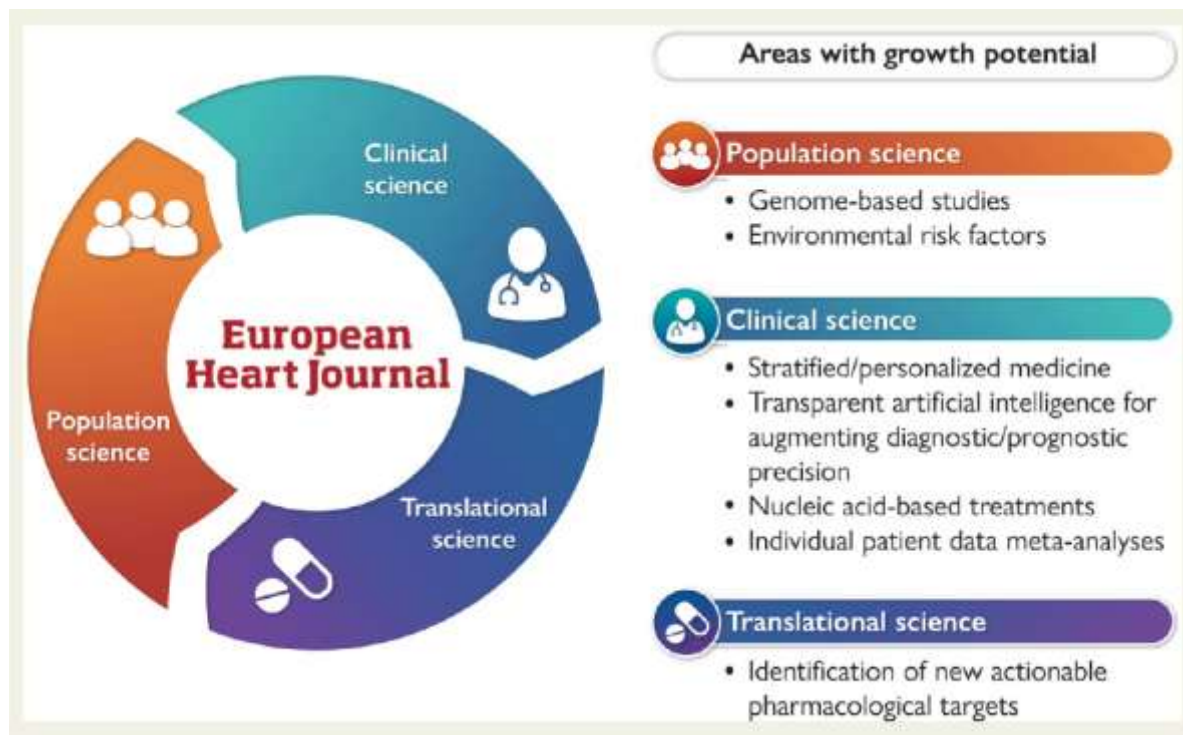 Clinical
science
European
Heart Journal
Population
science
Translational
science
Areas with growth potential
Population science
• Genome-based studies
• Environmental risk factors
Clinical science
• Stratified/personalized medicine
• Transparent artificial intelligence for
augmenting diagnostic/prognostic
precision
• Nucleic acid-based treatments
• Individual patient data meta-analyses
Translational science
• Identification of new actionable
pharmacological targets